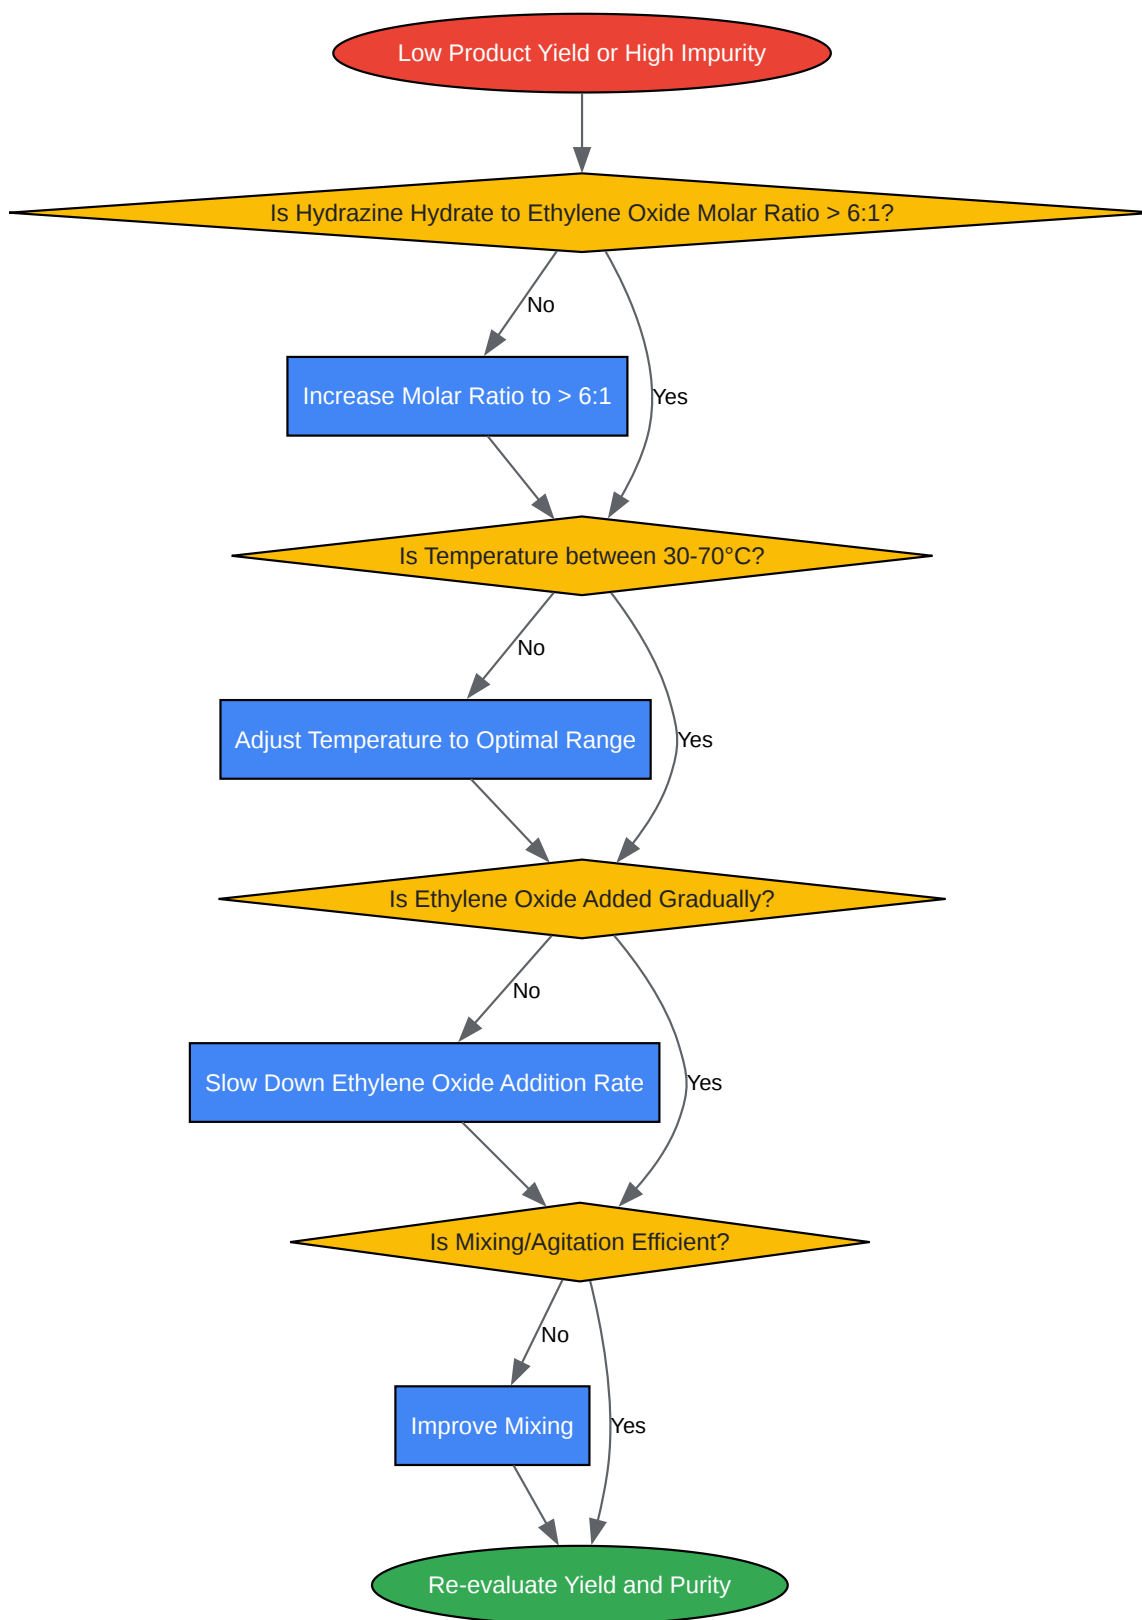 Low Product Yield or High Impurity
Is Hydrazine Hydrate to Ethylene Oxide Molar Ratio > 6:1?
No
Increase Molar Ratio to > 6:1
Yes
Is Temperature between 30-70°C?
No
Adjust Temperature to Optimal Range
Yes
Is Ethylene Oxide Added Gradually?
No
Slow Down Ethylene Oxide Addition Rate
Yes
Is Mixing/Agitation Efficient?
No
Improve Mixing
Yes
Re-evaluate Yield and Purity